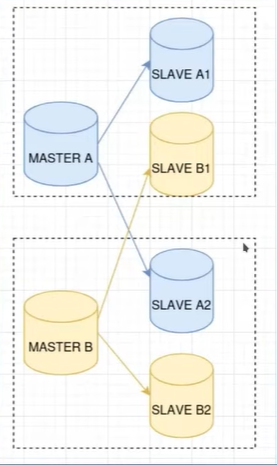 SLAVE A1
MASTER A
SLAVE B1
SLAVE A2
MASTER B
SLAVE B2